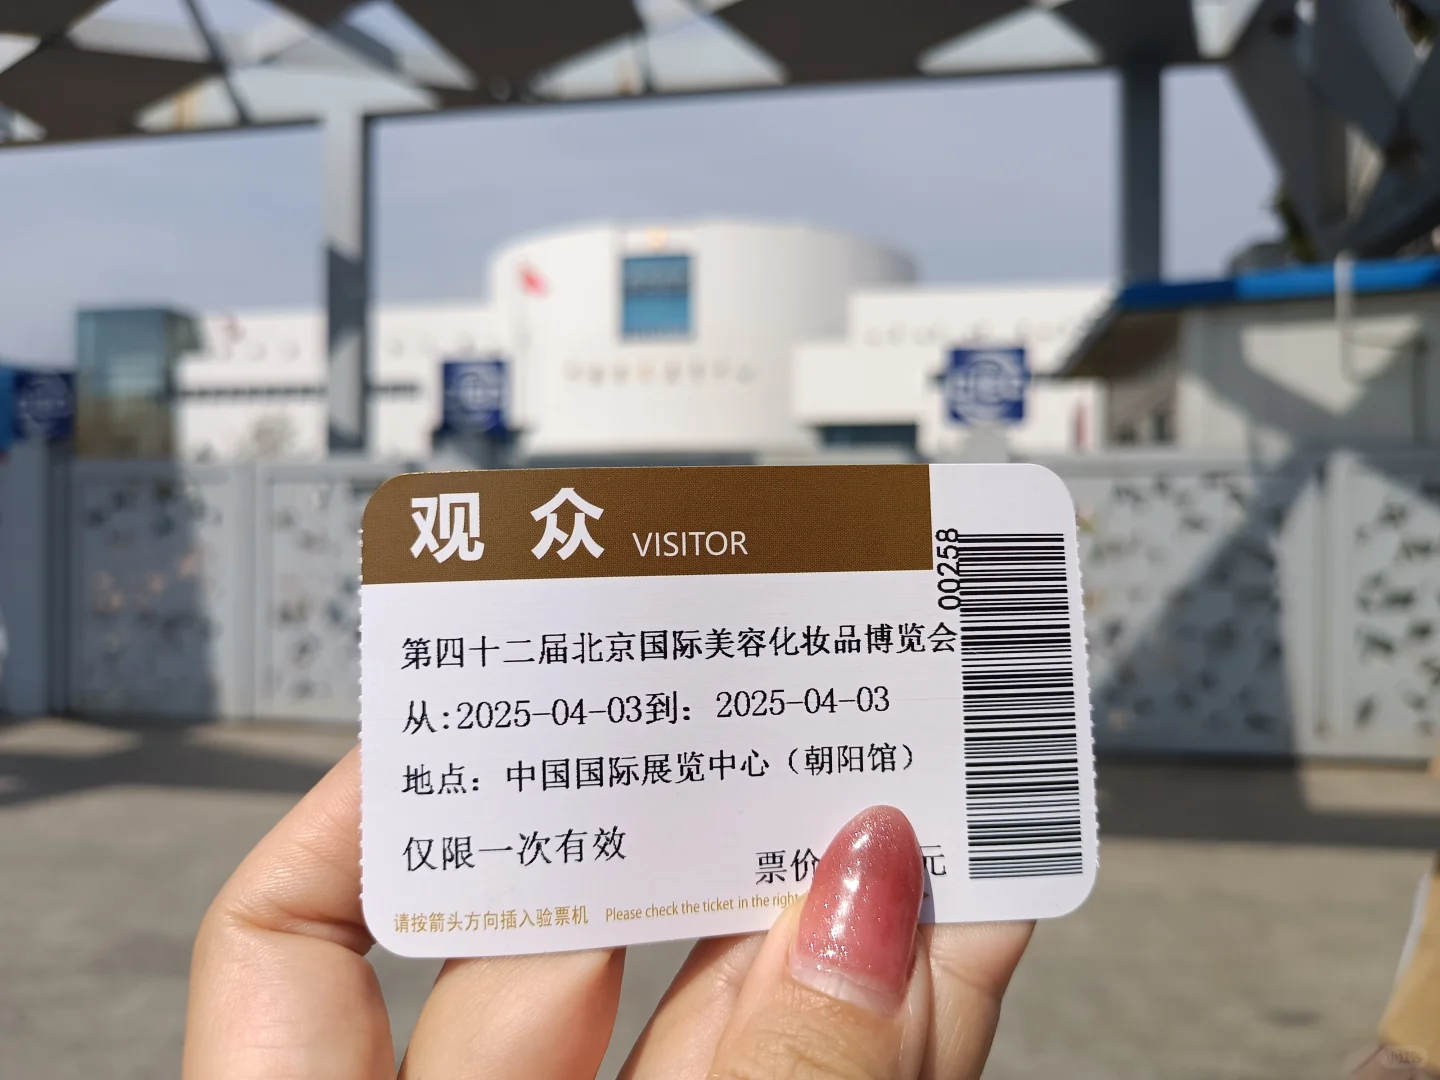 观 众 VISITOR
00258
第四十二届北京国际美容化妆品博览会
从:2025-04-03到: 2025-04-03
地点: 中国国际展览中心（朝阳馆）
仅限一次有效
票价 元
请按箭头方向插入验票机 Please check the ticket in the right